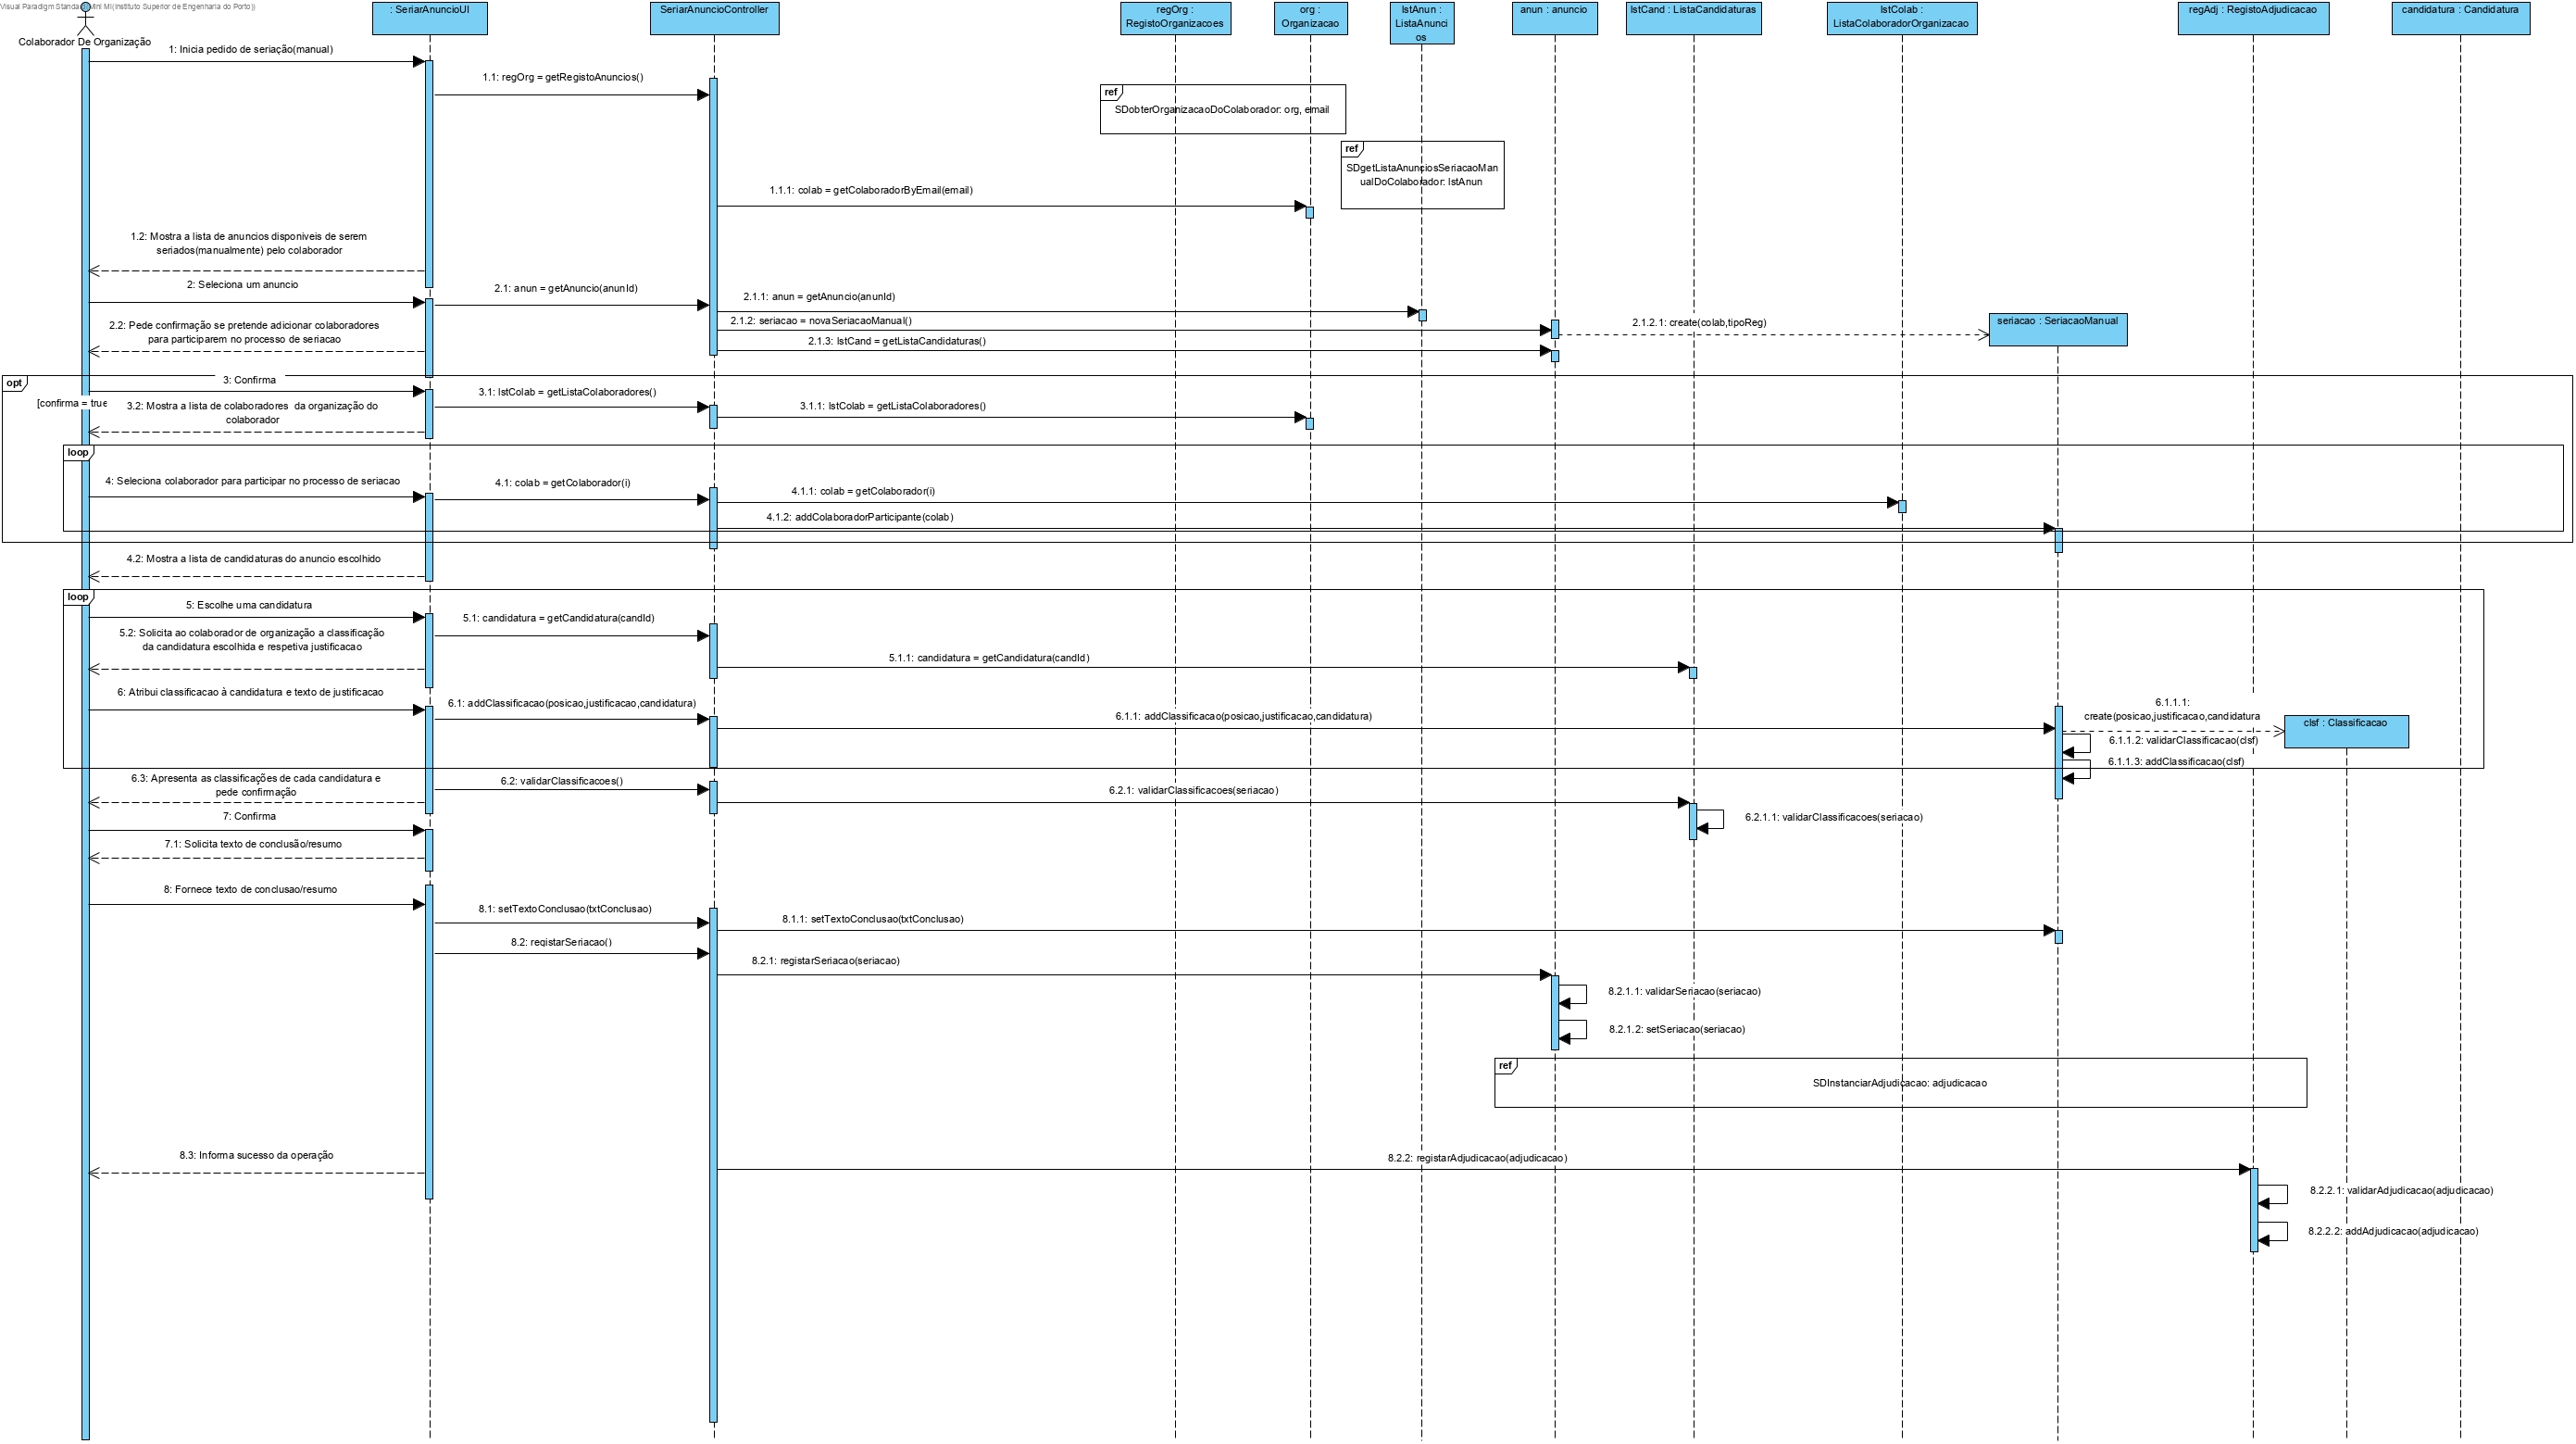 Visual Paradigm Standard
(Instituto Superior de Engenharia do Porto))
Colaborador De Organização
: SeriarAnuncioUI
SeriarAnuncioController
regOrg :
RegistoOrganizacoes
org :
Organizacao
lstAnun :
ListaAnunci
os
anun : anuncio
lstCand : ListaCandidaturas
lstColab :
ListaColaboradorOrganizacao
regAdj : RegistoAdjudicacao
candidatura : Candidatura
1: Inicia pedido de seriação(manual)
1.1: regOrg = getRegistoAnuncios()
ref
SDobterOrganizacaoDoColaborador: org, email
ref
SDgetListaAnunciosSeriacaoMan
ualDoColaborador: lstAnun
1.1.1: colab = getColaboradorByEmail(email)
1.2: Mostra a lista de anuncios disponiveis de serem
seriados(manualmente) pelo colaborador
2: Seleciona um anuncio
2.1: anun = getAnuncio(anunId)
2.1.1: anun = getAnuncio(anunId)
2.1.2: seriacao = novaSeriacaoManual()
2.1.2.1: create(colab,tipoReg)
seriacao : SeriacaoManual
2.2: Pede confirmação se pretende adicionar colaboradores
para participarem no processo de seriacao
2.1.3: lstCand = getListaCandidaturas()
opt
3: Confirma
[confirma = true
3.1: lstColab = getListaColaboradores()
3.2: Mostra a lista de colaboradores  da organização do
colaborador
3.1.1: lstColab = getListaColaboradores()
loop
4: Seleciona colaborador para participar no processo de seriacao
4.1: colab = getColaborador(i)
4.1.1: colab = getColaborador(i)
4.1.2: addColaboradorParticipante(colab)
4.2: Mostra a lista de candidaturas do anuncio escolhido
loop
5: Escolhe uma candidatura
5.1: candidatura = getCandidatura(candId)
5.2: Solicita ao colaborador de organização a classificação
da candidatura escolhida e respetiva justificacao
5.1.1: candidatura = getCandidatura(candId)
6: Atribui classificacao à candidatura e texto de justificacao
6.1: addClassificacao(posicao,justificacao,candidatura)
6.1.1: addClassificacao(posicao,justificacao,candidatura)
6.1.1.1:
create(posicao,justificacao,candidatura
clsf : Classificacao
6.1.1.2: validarClassificacao(clsf)
6.1.1.3: addClassificacao(clsf)
6.3: Apresenta as classificações de cada candidatura e
pede confirmação
6.2: validarClassificacoes()
6.2.1: validarClassificacoes(seriacao)
6.2.1.1: validarClassificacoes(seriacao)
7: Confirma
7.1: Solicita texto de conclusão/resumo
8: Fornece texto de conclusao/resumo
8.1: setTextoConclusao(txtConclusao)
8.1.1: setTextoConclusao(txtConclusao)
8.2: registarSeriacao()
8.2.1: registarSeriacao(seriacao)
8.2.1.1: validarSeriacao(seriacao)
8.2.1.2: setSeriacao(seriacao)
ref
SDInstanciarAdjudicacao: adjudicacao
8.3: Informa sucesso da operação
8.2.2: registarAdjudicacao(adjudicacao)
8.2.2.1: validarAdjudicacao(adjudicacao)
8.2.2.2: addAdjudicacao(adjudicacao)